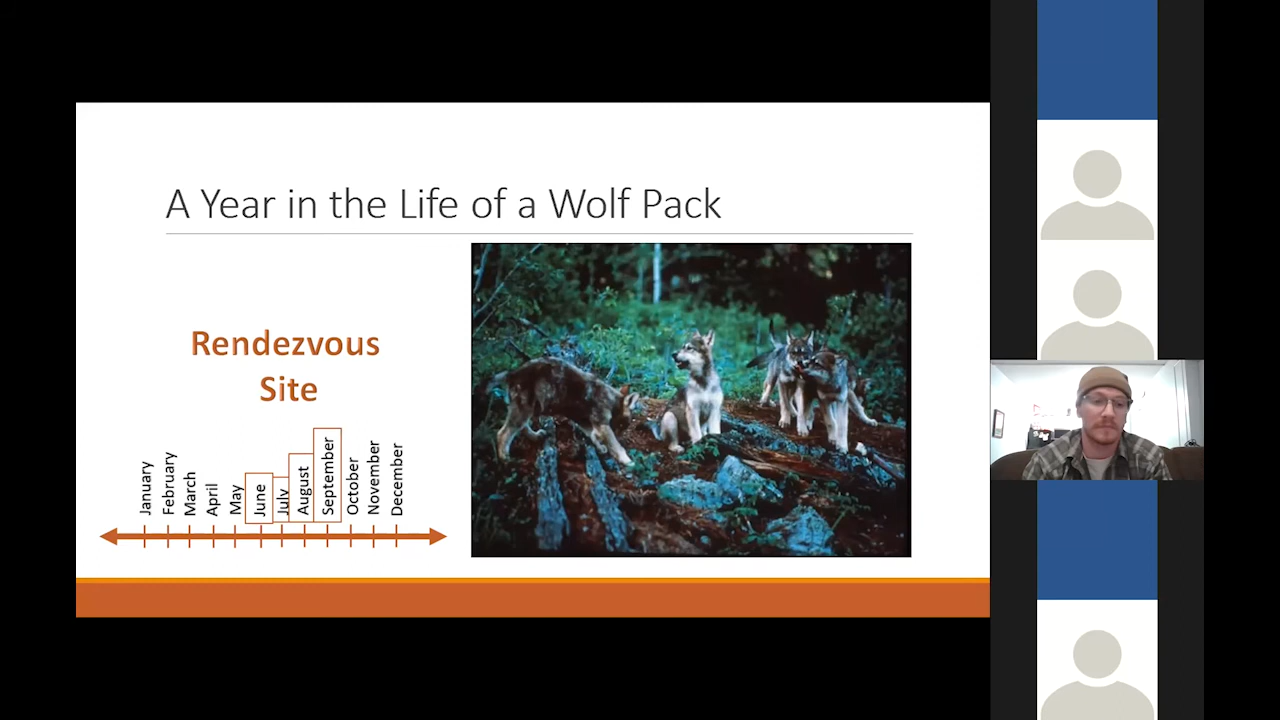 A Year in the Life of a Wolf Pack
Rendezvous
Site
January
February
March
April
May
June
July
August
September
October
November
December